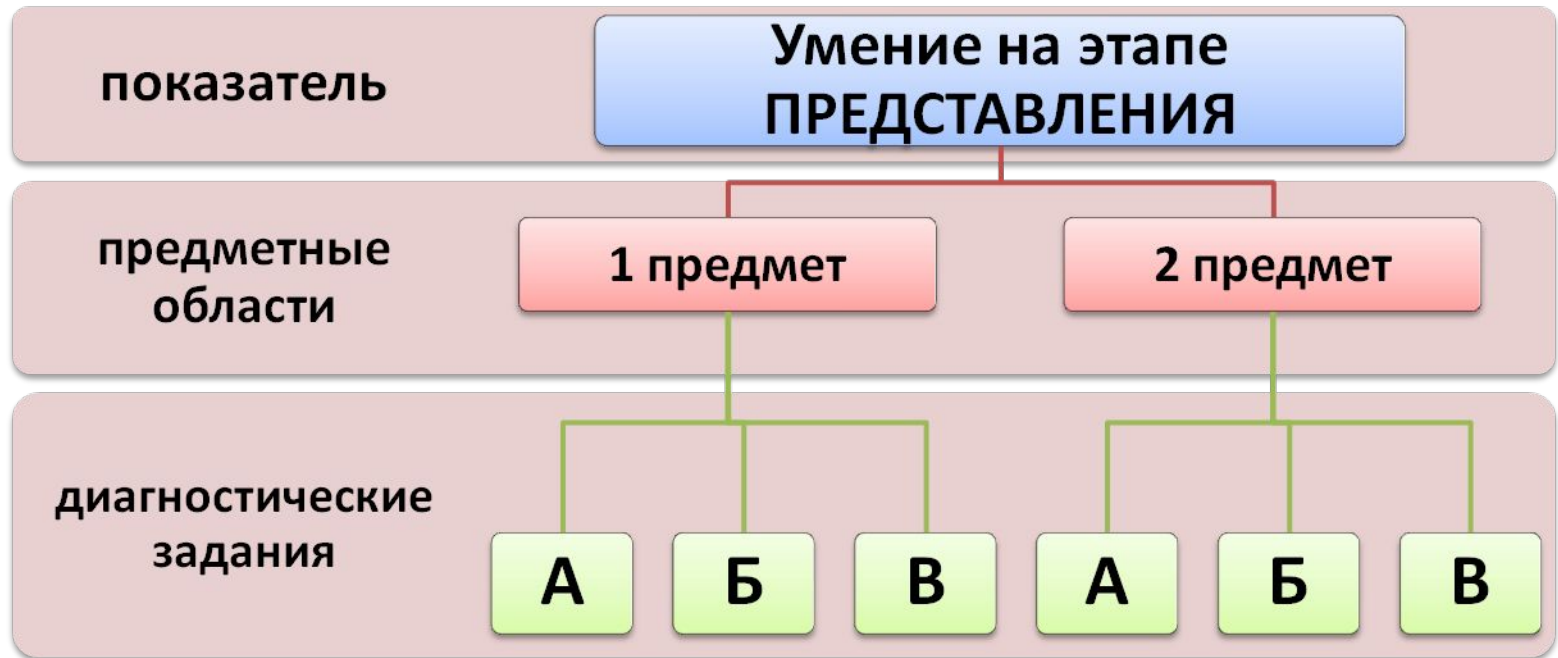 показатель
Умение на этапе
ПРЕДСТАВЛЕНИЯ
предметные
области
1 предмет
2 предмет
диагностические
задания
А
Б
В
А
Б
В